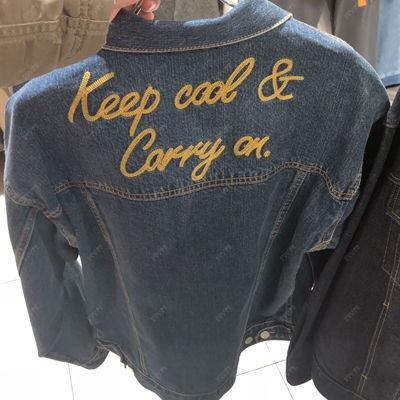 Keep cool &
Carry on.